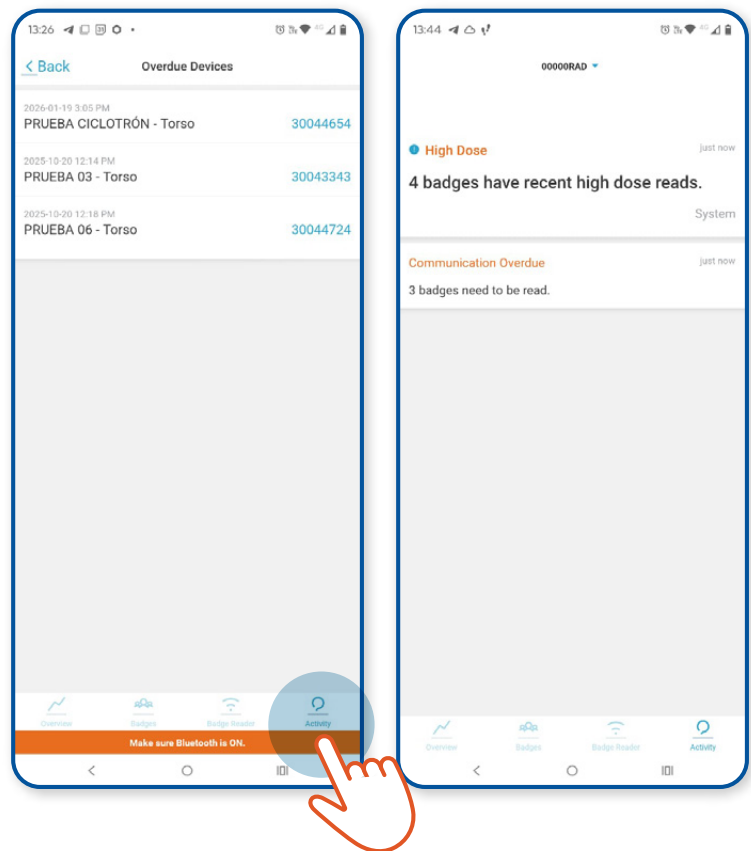 13:26
< Back
Overdue Devices
2026-01-19 3:05 PM
PRUEBA CICLOTRÓN - Torso 30044654
2025-10-20 12:14 PM
PRUEBA 03 - Torso 30043343
2025-10-20 12:18 PM
PRUEBA 06 - Torso 30044724
Overview Badges Badge Reader Activity
Make sure Bluetooth is ON.
13:44
00000RAD
High Dose just now
4 badges have recent high dose reads.
System
Communication Overdue just now
3 badges need to be read.
Overview Badges Badge Reader Activity